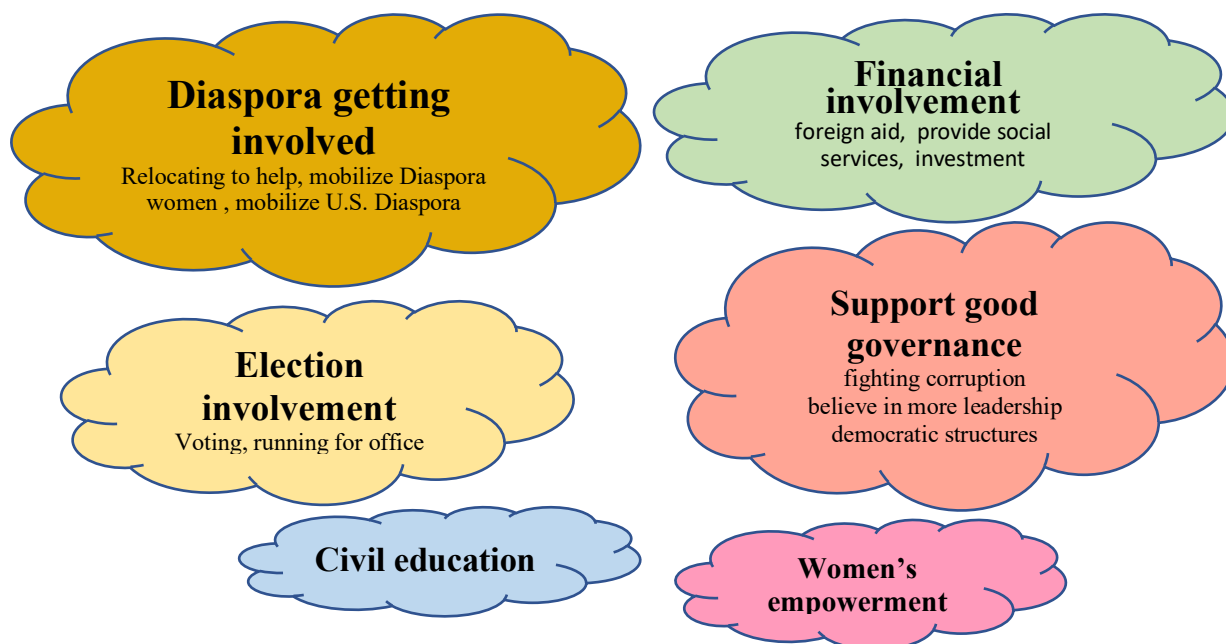 Diaspora getting
involved
Relocating to help, mobilize Diaspora
women , mobilize U.S. Diaspora
Financial
involvement
foreign aid, provide social
services, investment
Election
involvement
Voting, running for office
Support good
governance
fighting corruption
believe in more leadership
democratic structures
Civil education
Women’s
empowerment